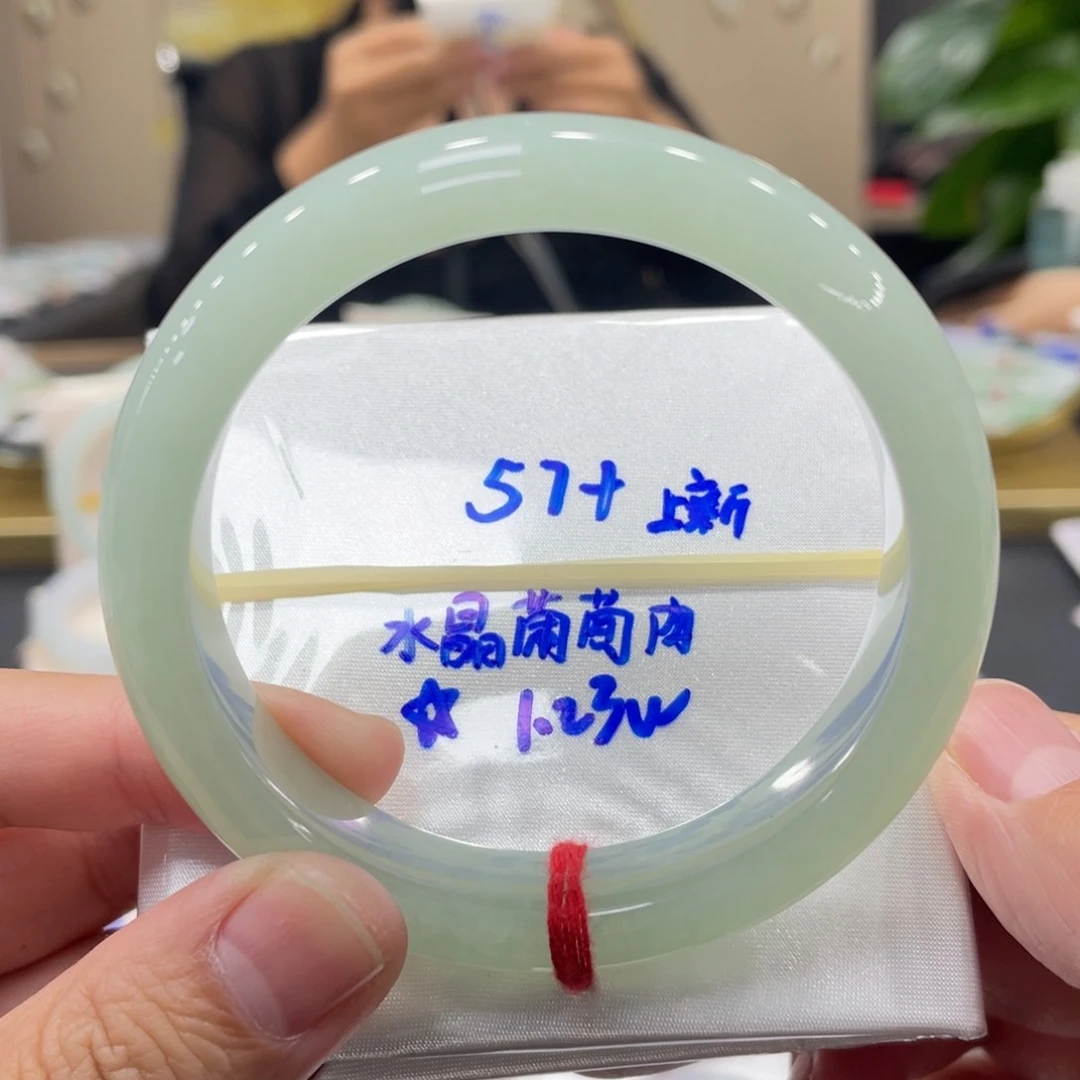 57+ 上新
水晶葡萄肉
☆ 1.23w